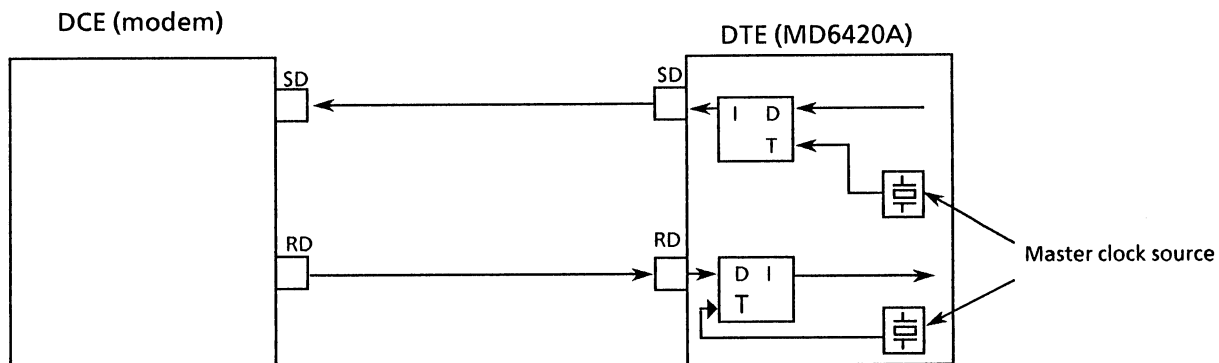 DCE (modem)
DTE (MD6420A)
SD
SD
I D
T
RD
RD
D I
T
Master clock source